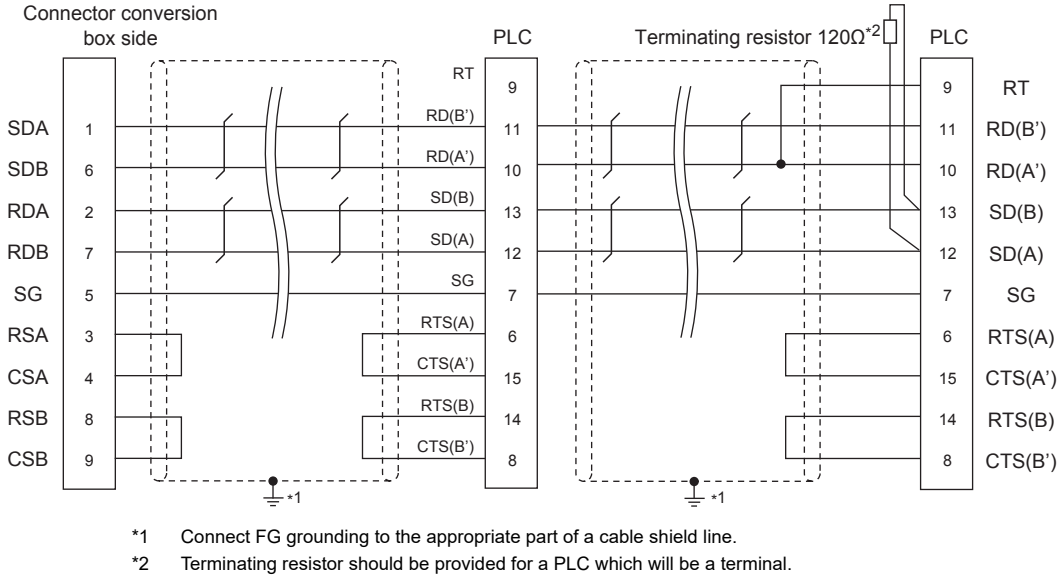 Connector conversion
box side
PLC
Terminating resistor 120Ω*2
PLC
RT
9
9
RT
SDA
1
RD(B’)
11
11
RD(B’)
SDB
6
RD(A’)
10
10
RD(A’)
RDA
2
SD(B)
13
13
SD(B)
RDB
7
SD(A)
12
12
SD(A)
SG
5
SG
7
7
SG
RSA
3
RTS(A)
6
6
RTS(A)
CSA
4
CTS(A’)
15
15
CTS(A’)
RSB
8
RTS(B)
14
14
RTS(B)
CSB
9
CTS(B’)
8
8
CTS(B’)
*1
*1
*1 Connect FG grounding to the appropriate part of a cable shield line.
*2 Terminating resistor should be provided for a PLC which will be a terminal.